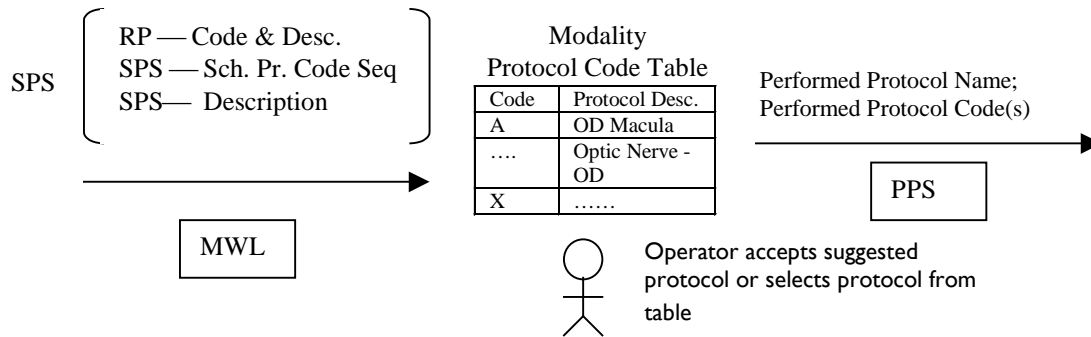 SPS
RP — Code & Desc.
SPS — Sch. Pr. Code Seq
SPS— Description
MWL
Modality
Protocol Code Table
Code Protocol Desc.
A OD Macula
…. Optic Nerve -
OD
X ……
Operator accepts suggested
protocol or selects protocol from
table
Performed Protocol Name;
Performed Protocol Code(s)
PPS